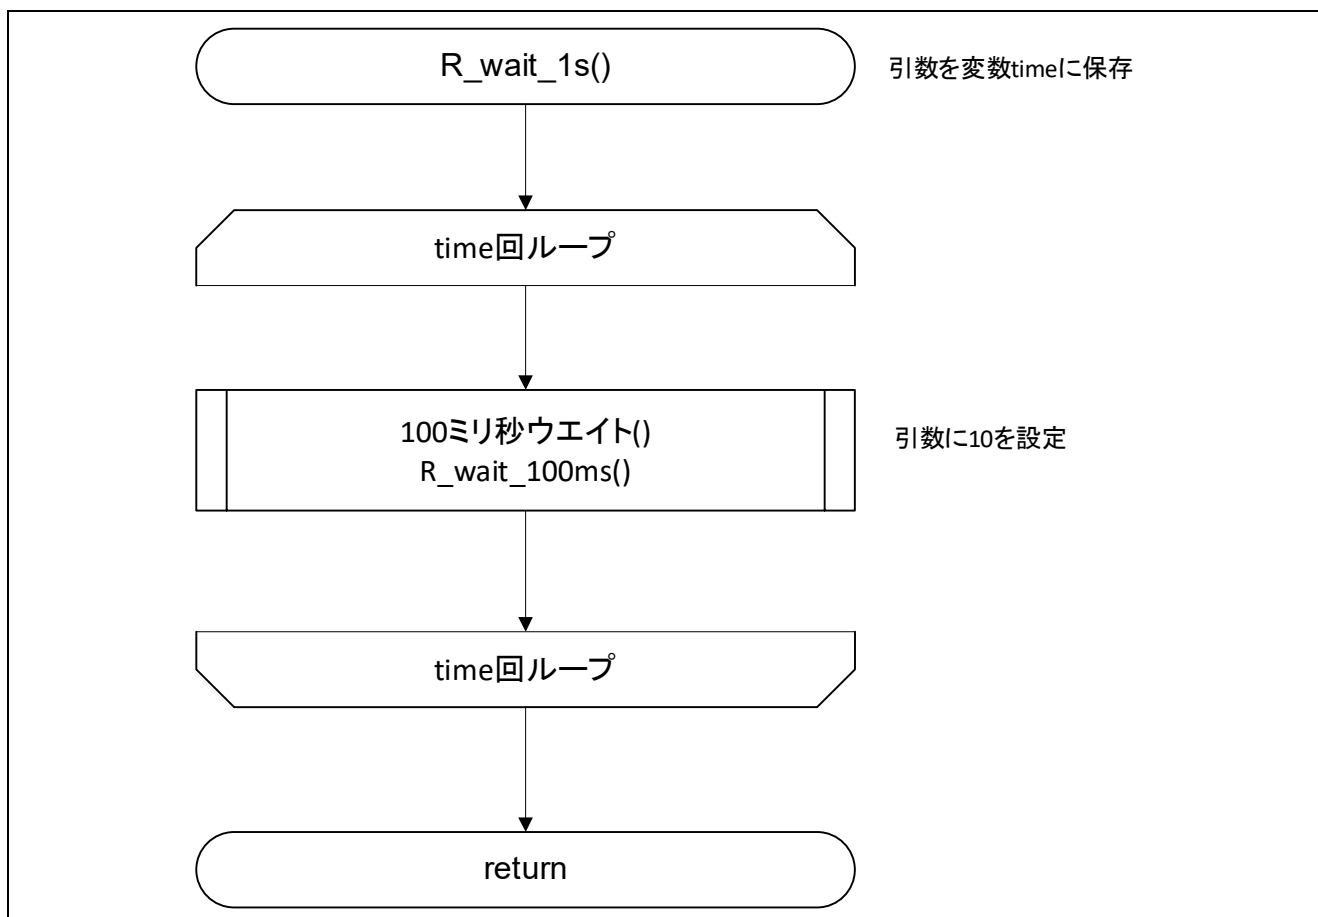 R_wait_1s()
引数を変数timeに保存
time回ループ
100ミリ秒ウエイト()
R_wait_100ms()
引数に10を設定
time回ループ
return